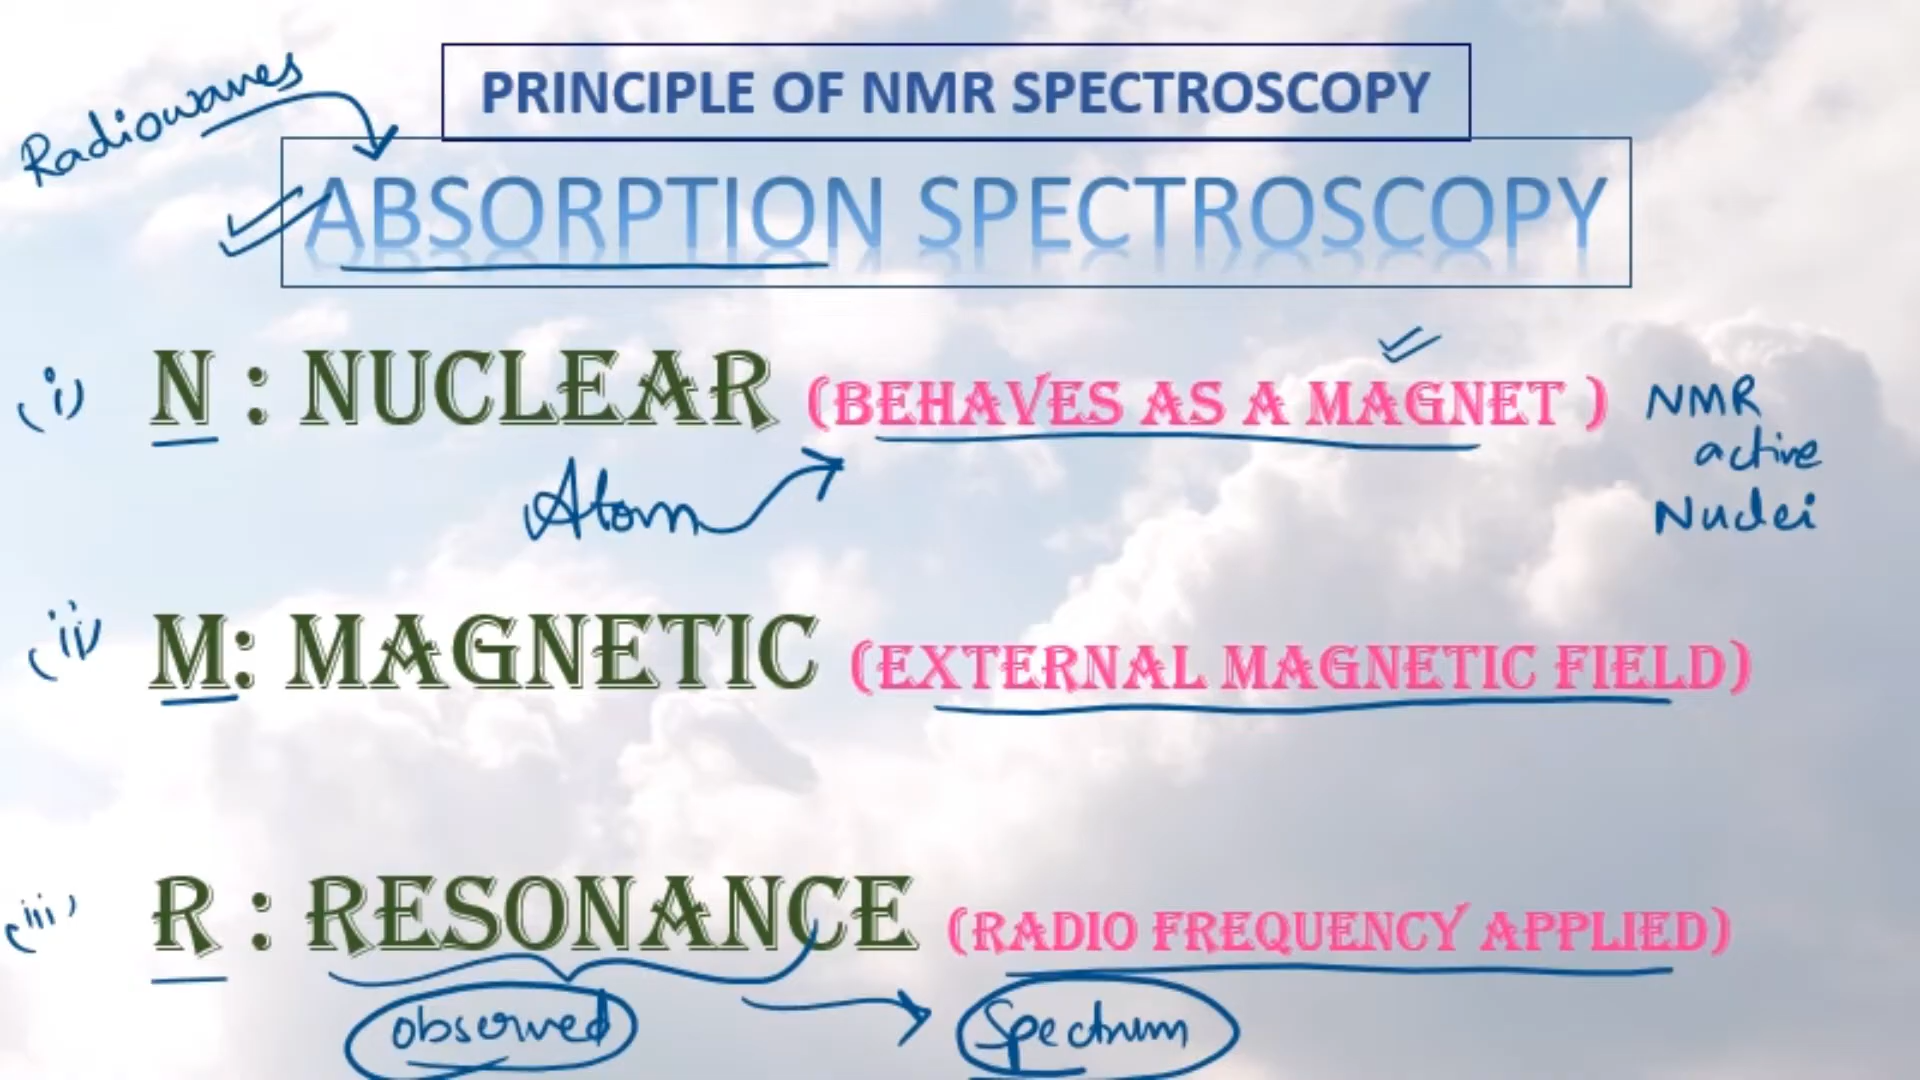 PRINCIPLE OF NMR SPECTROSCOPY
Radiowaves
ABSORPTION SPECTROSCOPY
(i) N : NUCLEAR (BEHAVES AS A MAGNET )
NMR
active
Nuclei
Atom
(ii) M: MAGNETIC (EXTERNAL MAGNETIC FIELD)
(iii) R : RESONANCE (RADIO FREQUENCY APPLIED)
observed
Spectrum